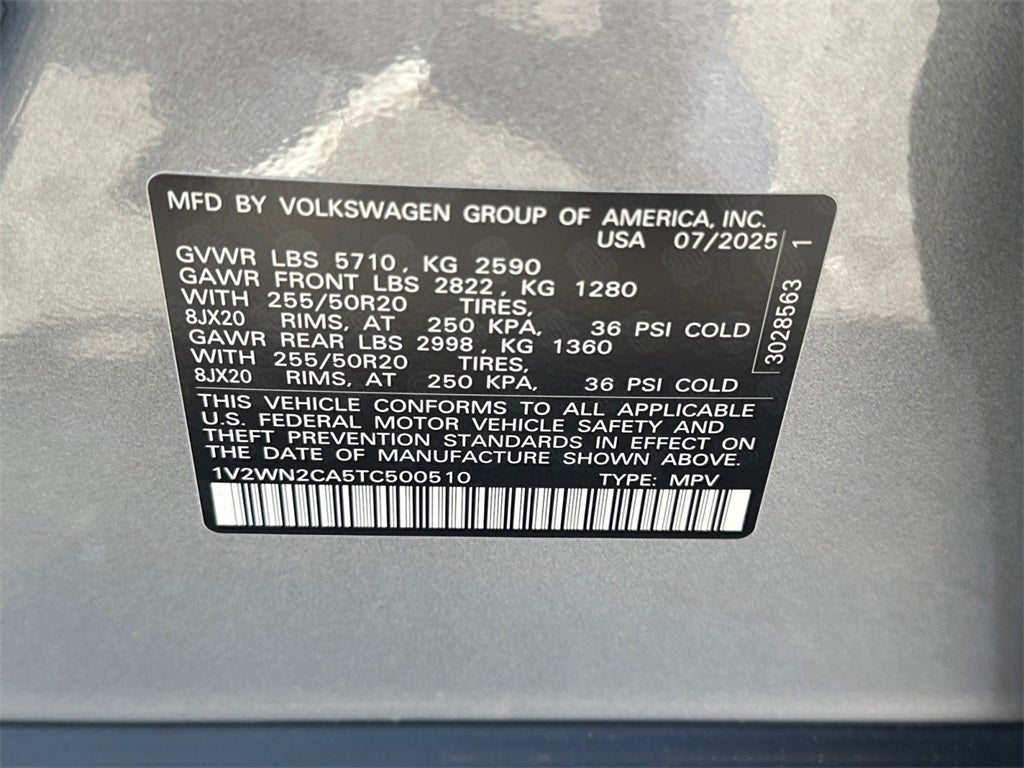 MFD BY VOLKSWAGEN GROUP OF AMERICA, INC.
USA 07/2025
GVWR LBS 5710, KG 2590
GAWR FRONT LBS 2822, KG 1280
WITH 255/50R20 TIRES,
8JX20 RIMS, AT 250 KPA, 36 PSI COLD
GAWR REAR LBS 2998, KG 1360
WITH 255/50R20 TIRES,
8JX20 RIMS, AT 250 KPA, 36 PSI COLD
THIS VEHICLE CONFORMS TO ALL APPLICABLE
U.S. FEDERAL MOTOR VEHICLE SAFETY AND
THEFT PREVENTION STANDARDS IN EFFECT ON
THE DATE OF MANUFACTURE SHOWN ABOVE.
1V2WN2CA5TC500510 TYPE: MPV
3028563 1